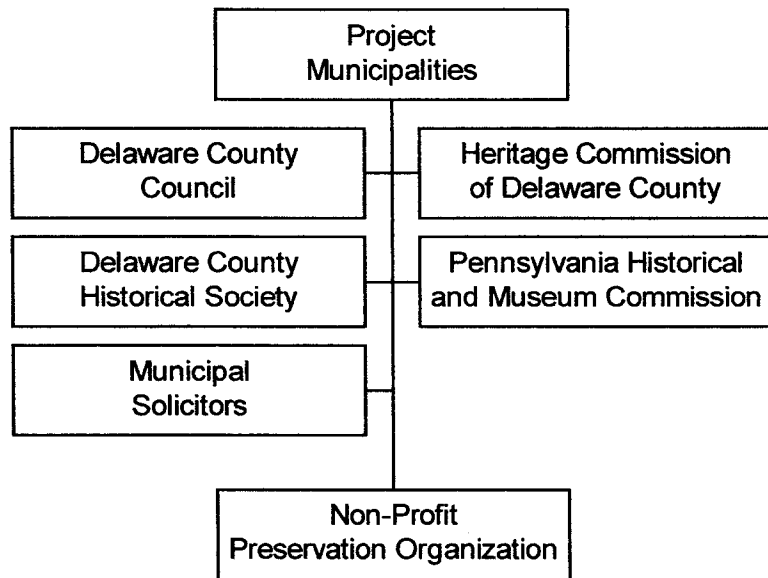 Project
Municipalities
Delaware County
Council
Heritage Commission
of Delaware County
Delaware County
Historical Society
Pennsylvania Historical
and Museum Commission
Municipal
Solicitors
Non-Profit
Preservation Organization